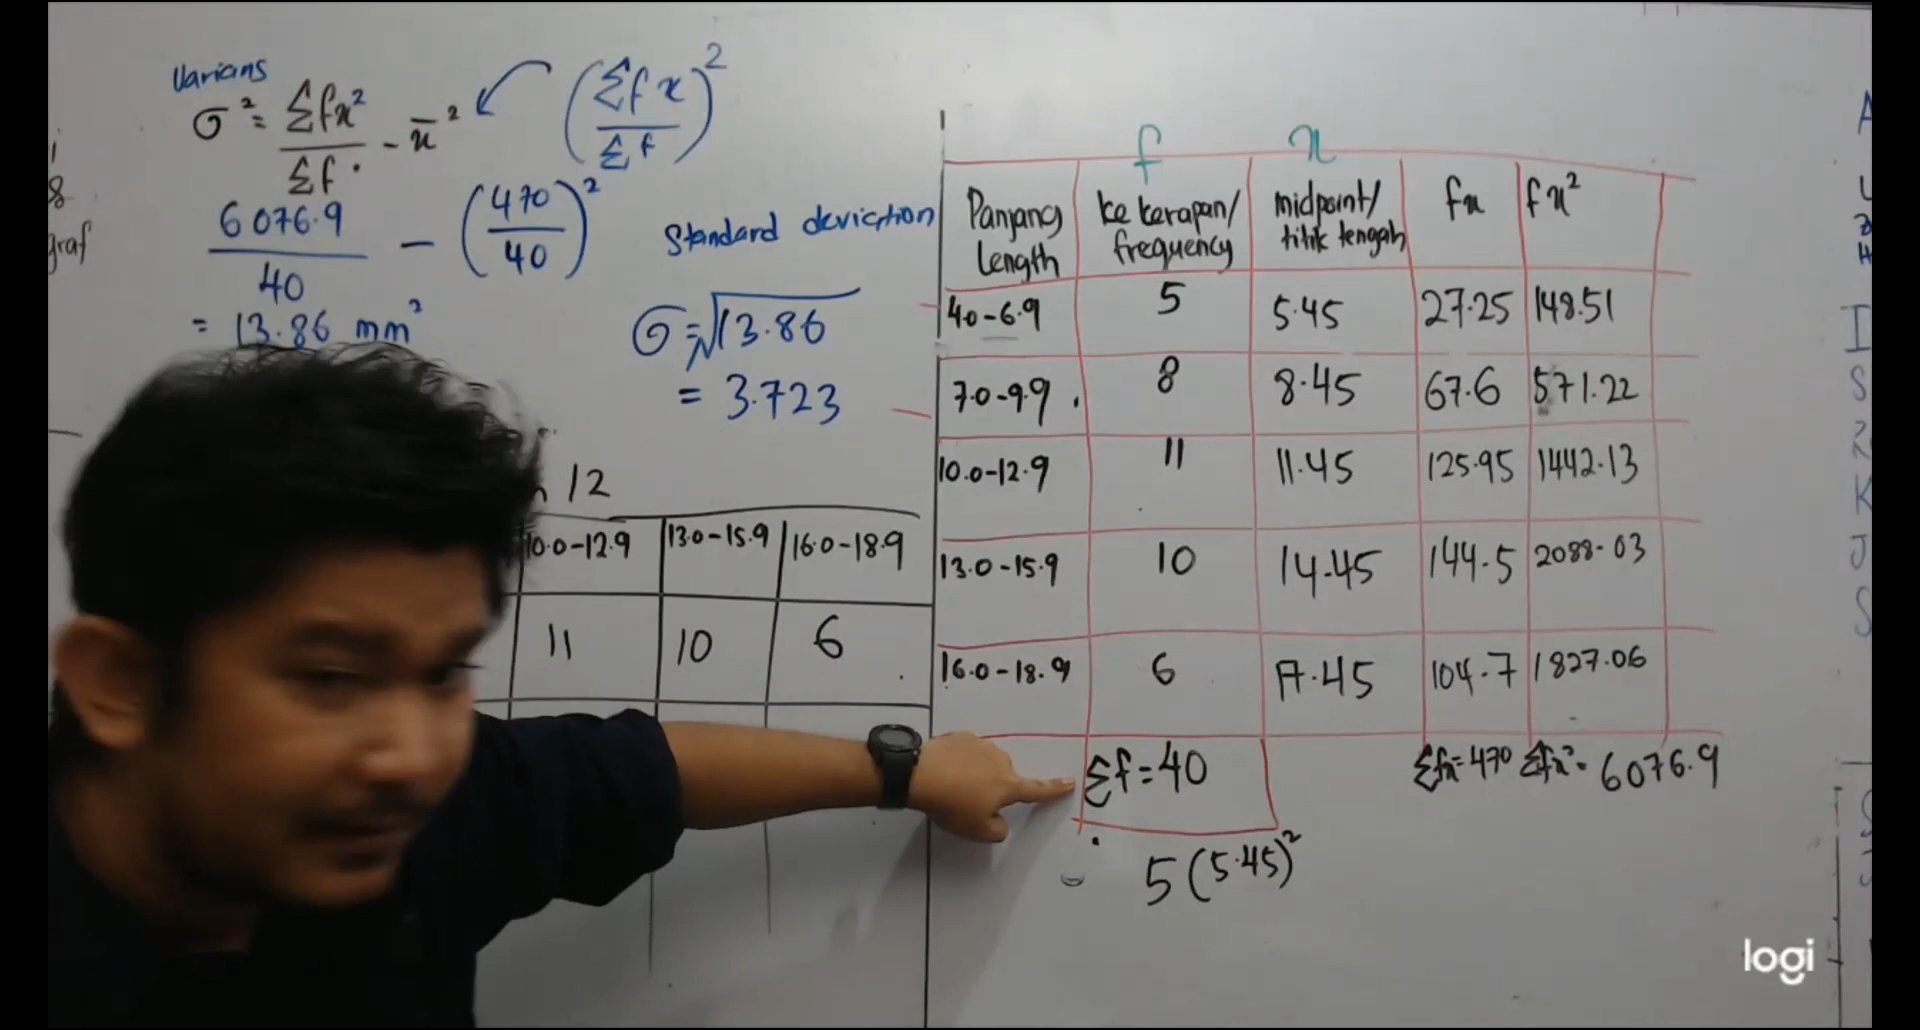 Varians
σ² = Σfx² / Σf - x̄² (Σfx / Σf)²
6076.9 / 40 - (470 / 40)²
= 13.86 mm²
Standard deviction
σ = √13.86
= 3.723
8
graf
12
10.0-12.9 13.0-15.9 16.0-18.9
11 10 6
f x
Panjang Length kekerapan/ frequency midpoint/ titik tengah fx fx²
4.0-6.9 5 5.45 27.25 148.51
7.0-9.9 8 8.45 67.6 571.22
10.0-12.9 11 11.45 125.95 1442.13
13.0-15.9 10 14.45 144.5 2088.03
16.0-18.9 6 17.45 104.7 1827.06
Σf=40 Σfx=470 Σfx²= 6076.9
5(5.45)²
A
I
S
K
J
S
logi